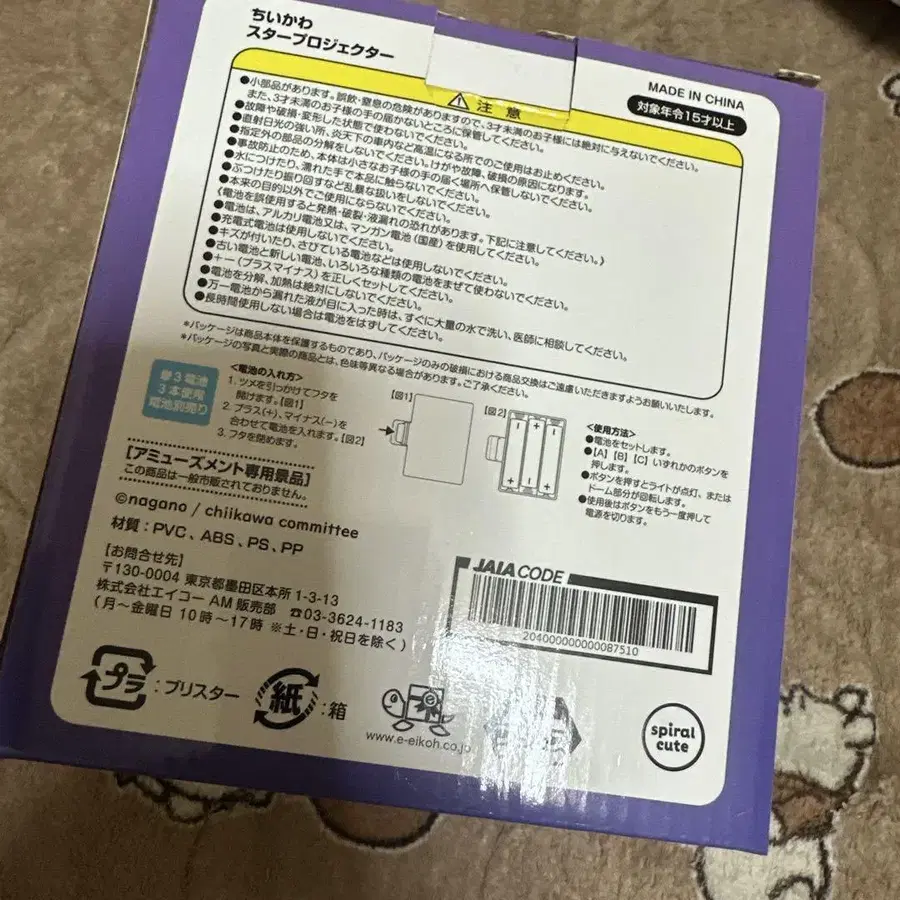 ちいかわ
スタープロジェクター
MADE IN CHINA
対象年令15才以上
注意
●小部品があります。誤飲・窒息の危険がありますので、3才未満のお子様には絶対に与えないでください。
また、3才未満のお子様の手の届かないところに保管してください。
●故障や破損・変形した状態で使わないでください。
●直射日光の強い所、炎天下の車内など高温になる所でのご使用はお止めください。
●指定外の部品の分解をしないでください。けがや故障、破損の原因になります。
●事故防止のため、本体は小さなお子様の手の届く場所へ保管しないでください。
●水につけたり、濡れた手で本品に触らないでください。
●ぶつけたり振り回すなど乱暴な扱いをしないでください。
●本来の目的以外でご使用にならないでください。
《電池を誤使用すると発熱・破裂・液漏れの恐れがあります。下記に注意してください。》
●電池は、アルカリ電池又は、マンガン電池(国産)を使用してください。
●充電式電池は使用しないでください。
●キズが付いたり、さびている電池などは使用しないでください。
●古い電池と新しい電池、いろいろな種類の電池をまぜて使わないでください。
●+-(プラスマイナス)を正しくセットしてください。
●電池を分解、加熱は絶対にしないでください。
●万一電池から漏れた液が目に入った時は、すぐに大量の水で洗い、医師に相談してください。
●長時間使用しない場合は電池をはずしてください。
*パッケージは商品本体を保護するものであり、パッケージのみの破損における商品交換はご遠慮いただきますようお願いいたします。
*パッケージの写真と実際の商品とは、色味等異なる場合があります。ご了承ください。
単3電池
3本使用
電池別売り
<電池の入れ方>
1. ツメを引っかけてフタを
開けます。【図1】
2. プラス(+)、マイナス(-)を
合わせて電池を入れます。【図2】
3. フタを閉めます。
【図1】
【図2】
<使用方法>
●電池をセットします。
●【A】【B】【C】いずれかのボタンを
押します。
●ボタンを押すとライトが点灯、または
ドーム部分が回転します。
●使用後はボタンをもう一度押して
電源を切ります。
【アミューズメント専用景品】
この商品は一般市販されておりません。
©nagano / chiikawa committee
材質：PVC、ABS、PS、PP
【お問合せ先】
〒130-0004 東京都墨田区本所1-3-13
株式会社エイコー AM販売部 ☎03-3624-1183
(月~金曜日 10時~17時 ※土・日・祝日を除く)
JAIA CODE
20400000000087510
プラ：ブリスター
紙：箱
www.e-eikoh.co.jp
spiral
cute